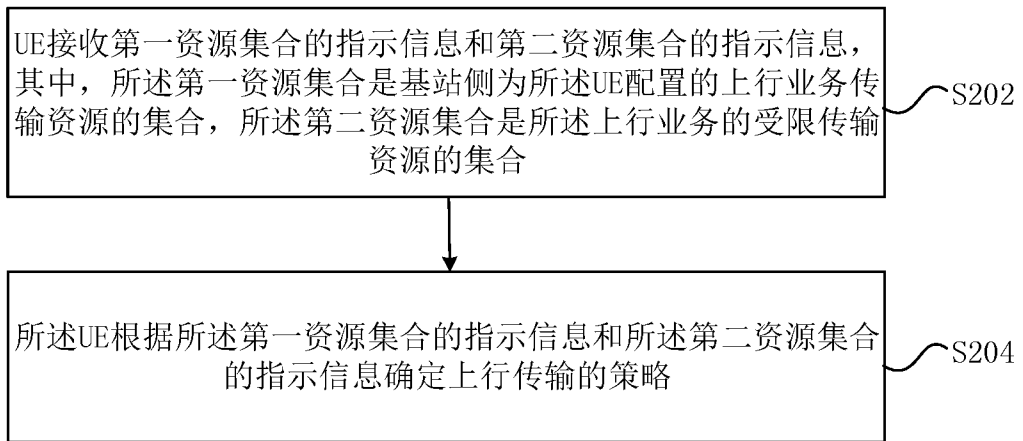 UE接收第一资源集合的指示信息和第二资源集合的指示信息，
其中，所述第一资源集合是基站侧为所述UE配置的上行业务传
输资源的集合，所述第二资源集合是所述上行业务的受限传输
资源的集合
S202
所述UE根据所述第一资源集合的指示信息和所述第二资源集合
的指示信息确定上行传输的策略
S204